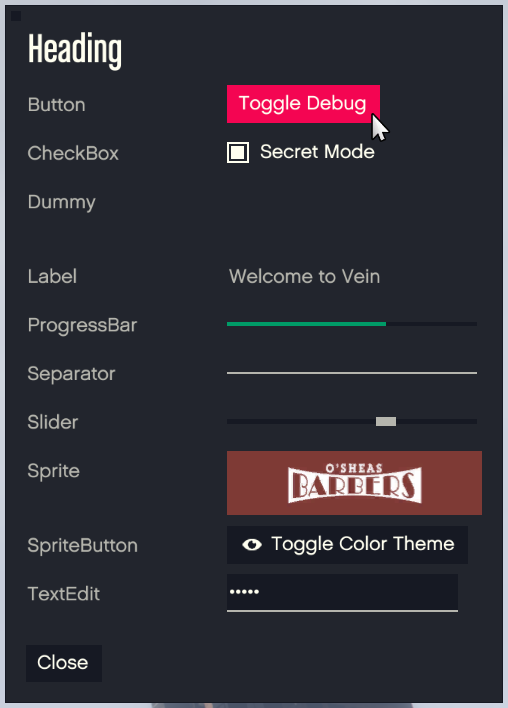 Heading
Button Toggle Debug
CheckBox Secret Mode
Dummy
Label Welcome to Vein
ProgressBar
Separator
Slider
Sprite O'SHEAS
BARBERS
SpriteButton Toggle Color Theme
TextEdit •••••
Close